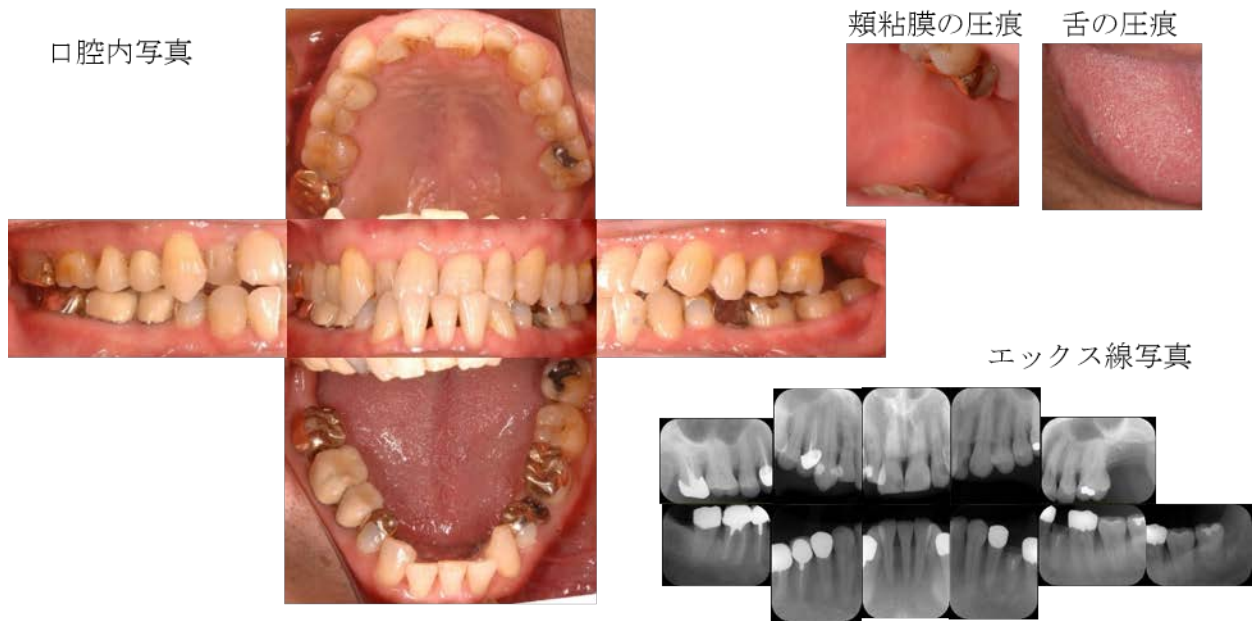 口腔内写真
頬粘膜の圧痕
舌の圧痕
エックス線写真